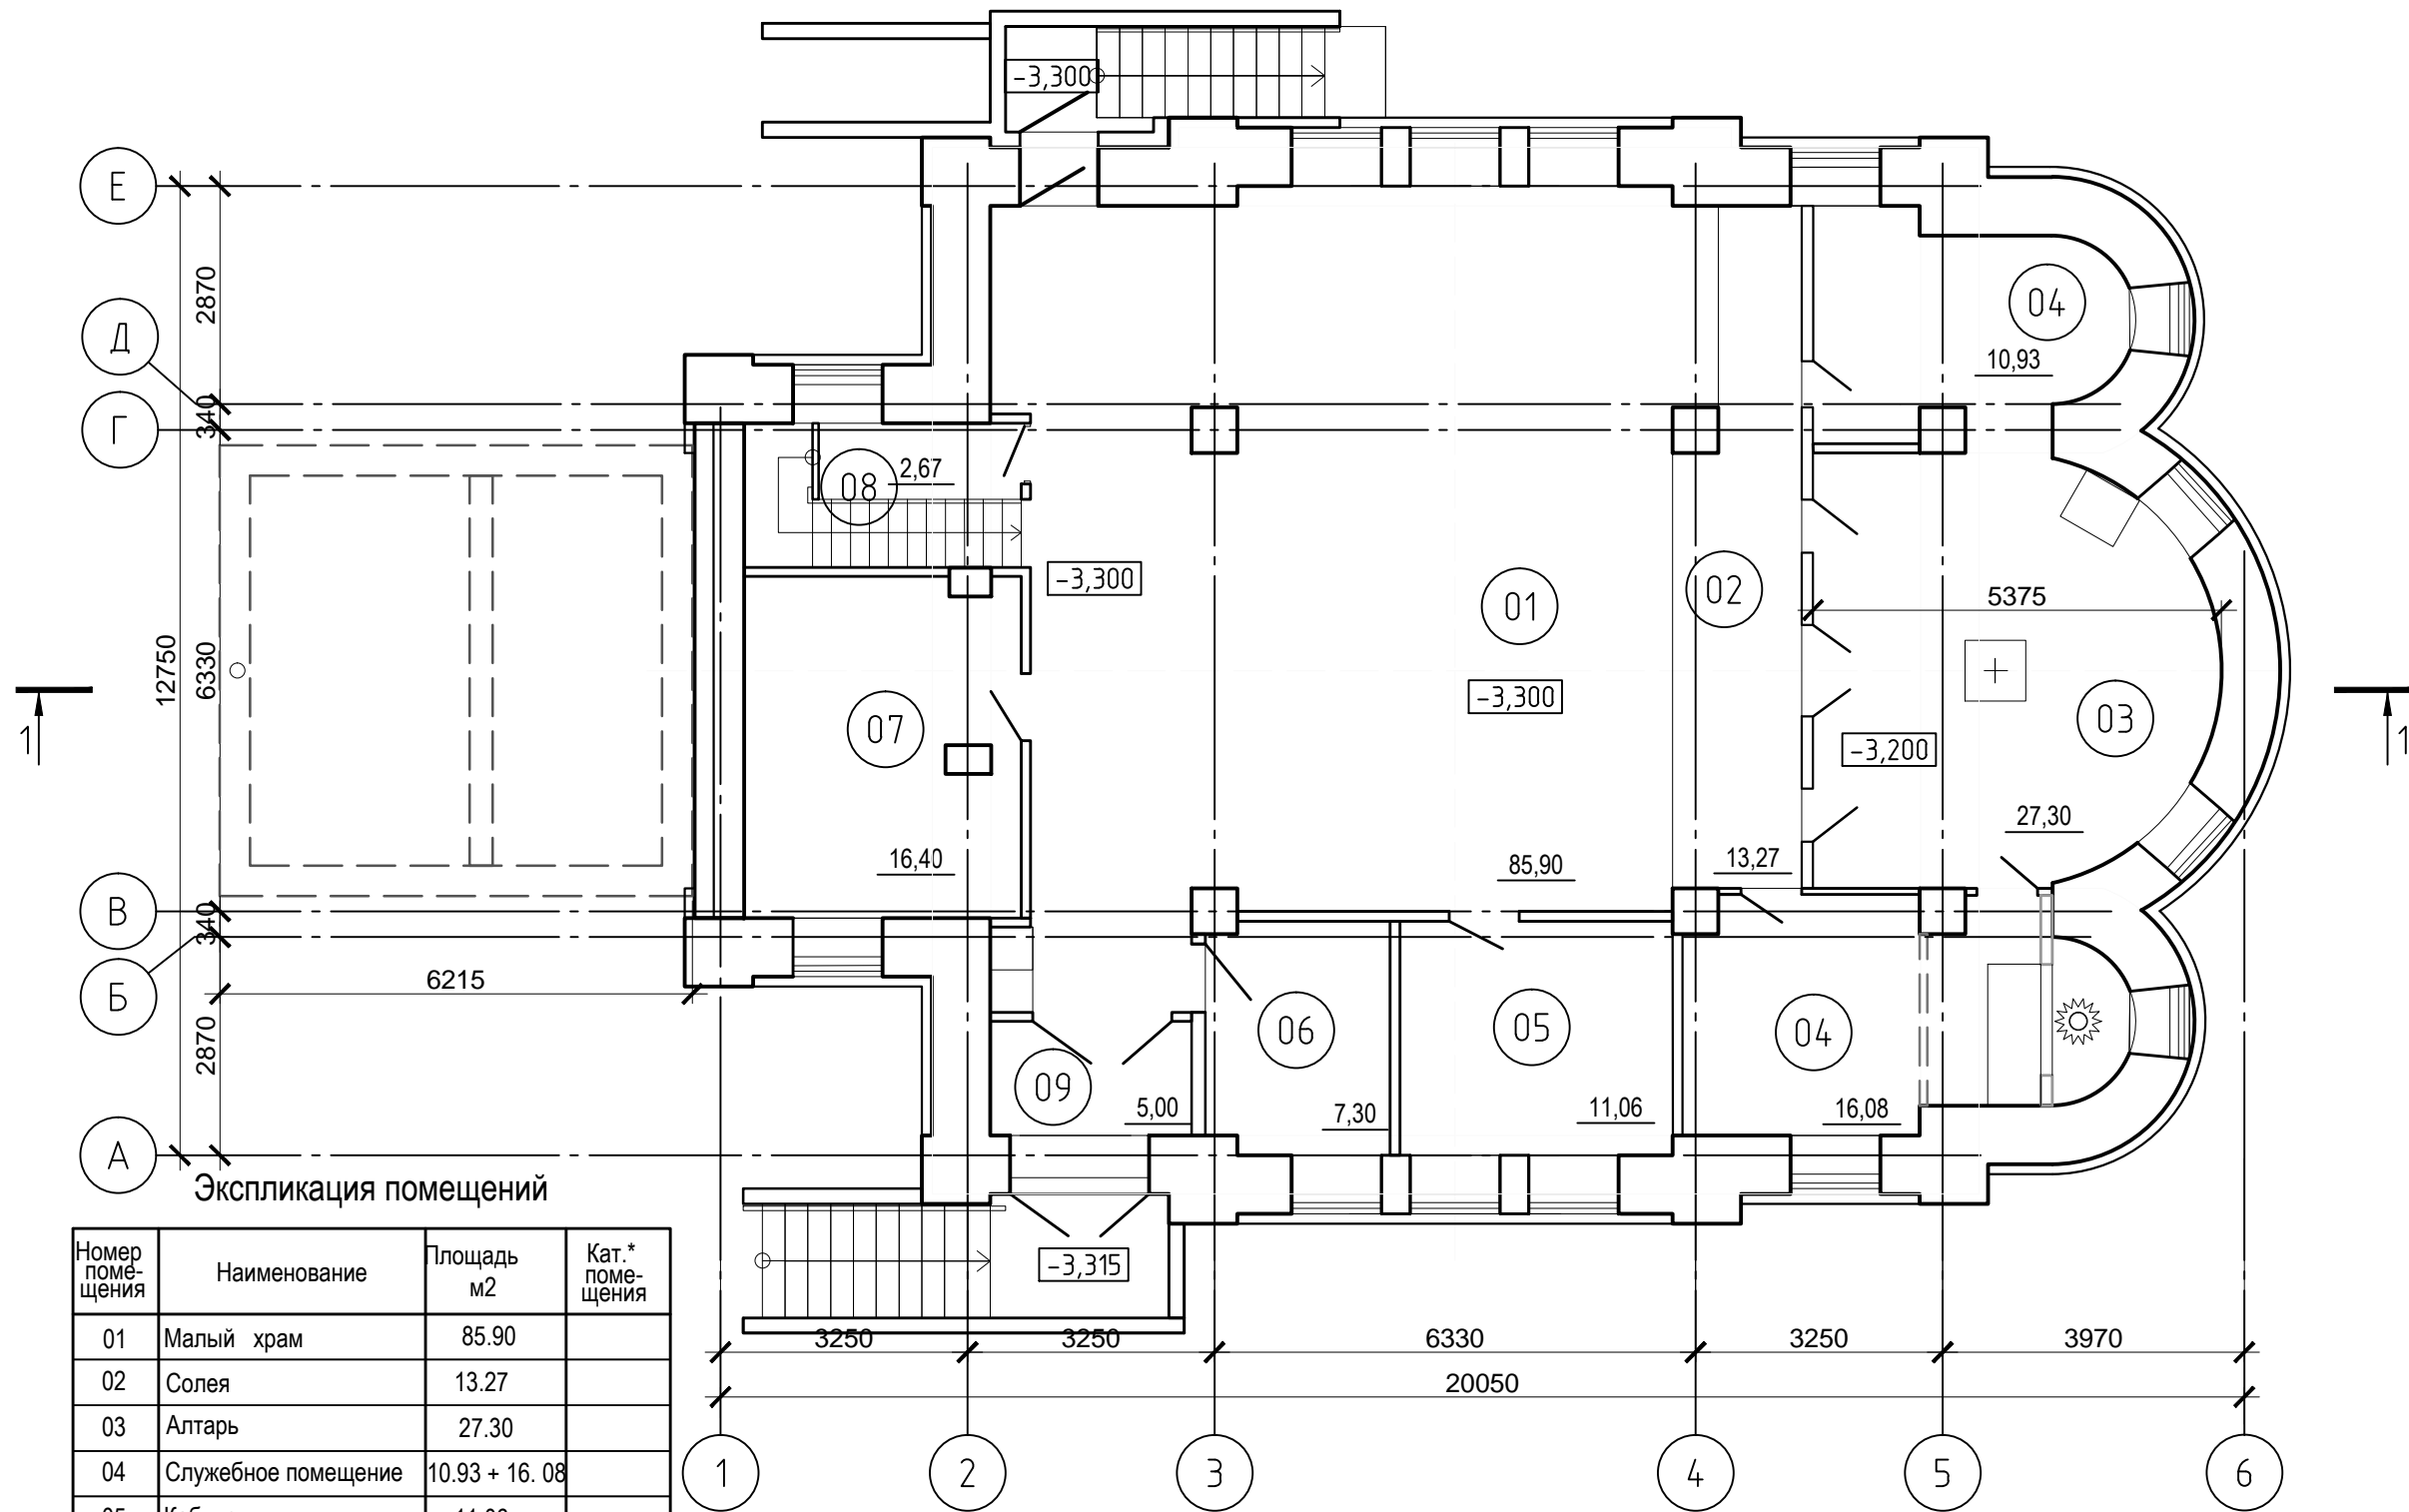 -3,300
Е
2870
Д
04
10,93
340
Г
08
2,67
-3,300
01
02
5375
12750
6330
-3,300
03
1
1
07
-3,200
27,30
16,40
85,90
13,27
В
340
Б
6215
2870
06
05
04
09
5,00
7,30
11,06
16,08
А
-3,315
3250
3250
6330
3250
3970
20050
1
2
3
4
5
6
Экспликация помещений
Номер
поме-
щения
Наименование
Площадь
м2
Кат.*
поме-
щения
01 Малый храм 85.90
02 Солея 13.27
03 Алтарь 27.30
04 Служебное помещение 10.93 + 16. 08